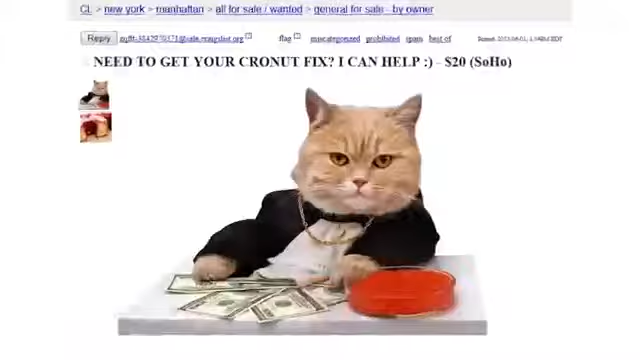 CL > new york > manhattan > all for sale / wanted > general for sale - by owner
Reply flag miscategorized prohibited spam best of
NEED TO GET YOUR CRONUT FIX? I CAN HELP :) - $20 (SoHo)